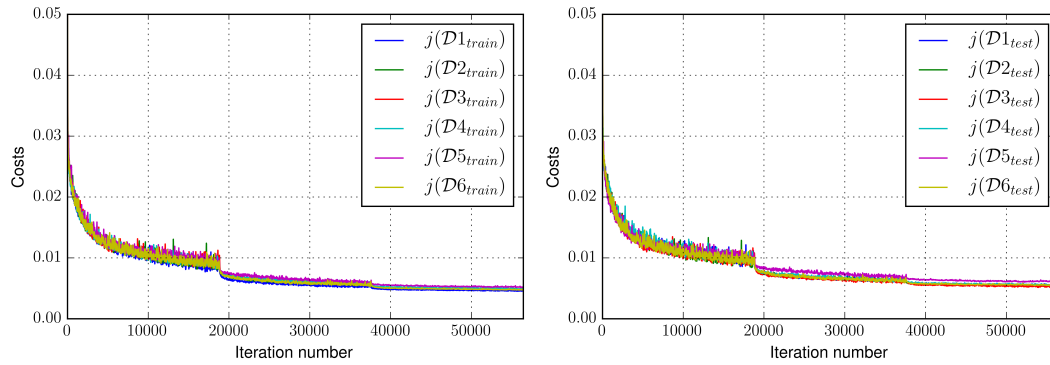 0.05
0.04
0.03
0.02
0.01
0.00
Costs
0 10000 20000 30000 40000 50000
Iteration number
j(𝒟1_train)
j(𝒟2_train)
j(𝒟3_train)
j(𝒟4_train)
j(𝒟5_train)
j(𝒟6_train)
0.05
0.04
0.03
0.02
0.01
0.00
Costs
0 10000 20000 30000 40000 50000
Iteration number
j(𝒟1_test)
j(𝒟2_test)
j(𝒟3_test)
j(𝒟4_test)
j(𝒟5_test)
j(𝒟6_test)